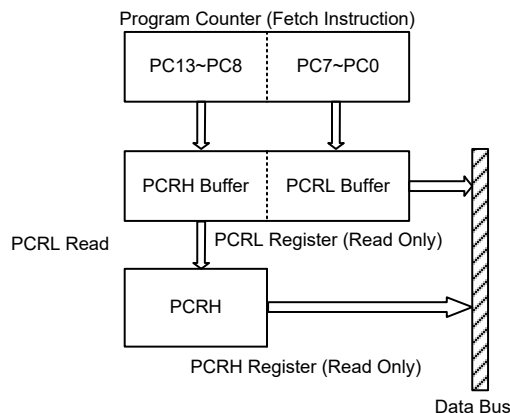 Program Counter (Fetch Instruction)
PC13~PC8
PC7~PC0
PCRH Buffer
PCRL Buffer
PCRL Read
PCRL Register (Read Only)
PCRH
PCRH Register (Read Only)
Data Bus